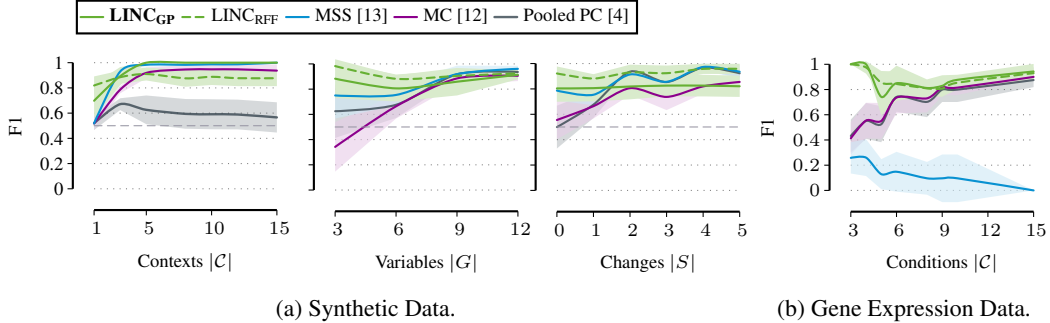 LINC_GP LINC_RFF MSS [13] MC [12] Pooled PC [4]
F1
1
0.8
0.6
0.4
0.2
0
1 5 10 15
Contexts |𝒞|
3 6 9 12
Variables |G|
0 1 2 3 4 5
Changes |S|
F1
1
0.8
0.6
0.4
0.2
0
3 6 9 12 15
Conditions |𝒞|
(a) Synthetic Data.
(b) Gene Expression Data.